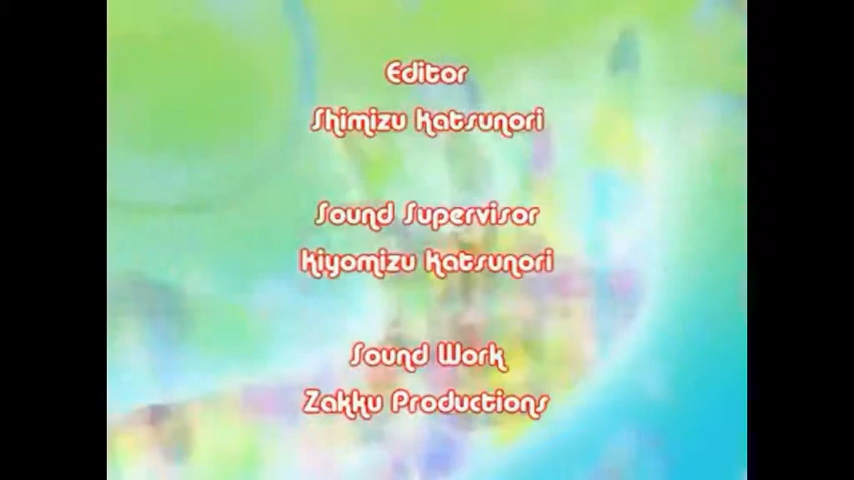 Editor
Shimizu Katsunori
Sound Supervisor
Kiyomizu Katsunori
Sound Work
Zakku Productions